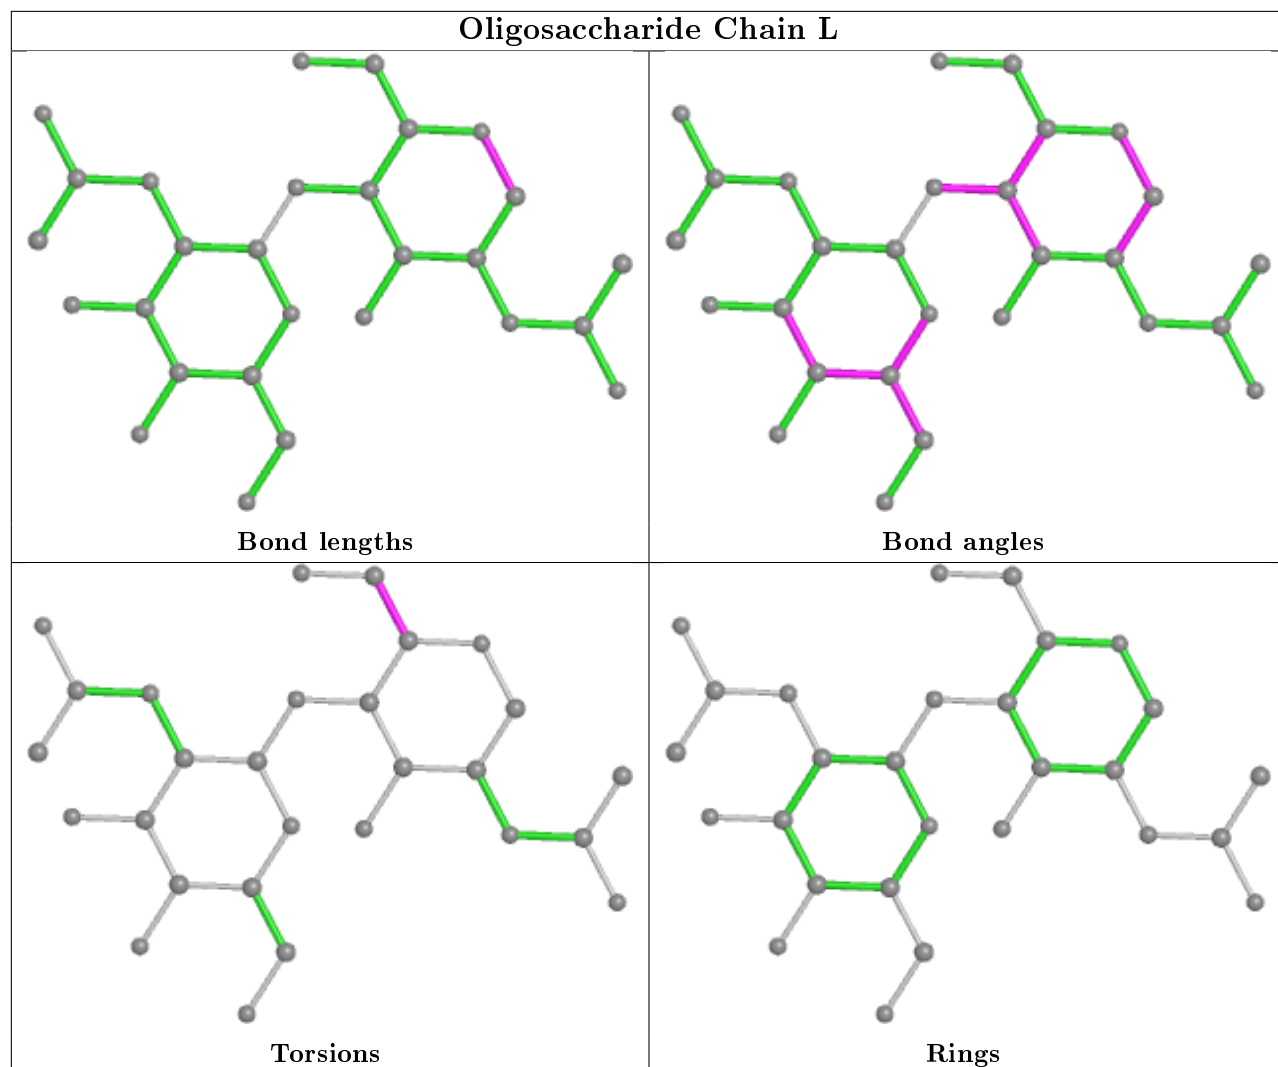 Oligosaccharide Chain L
Bond lengths
Bond angles
Torsions
Rings